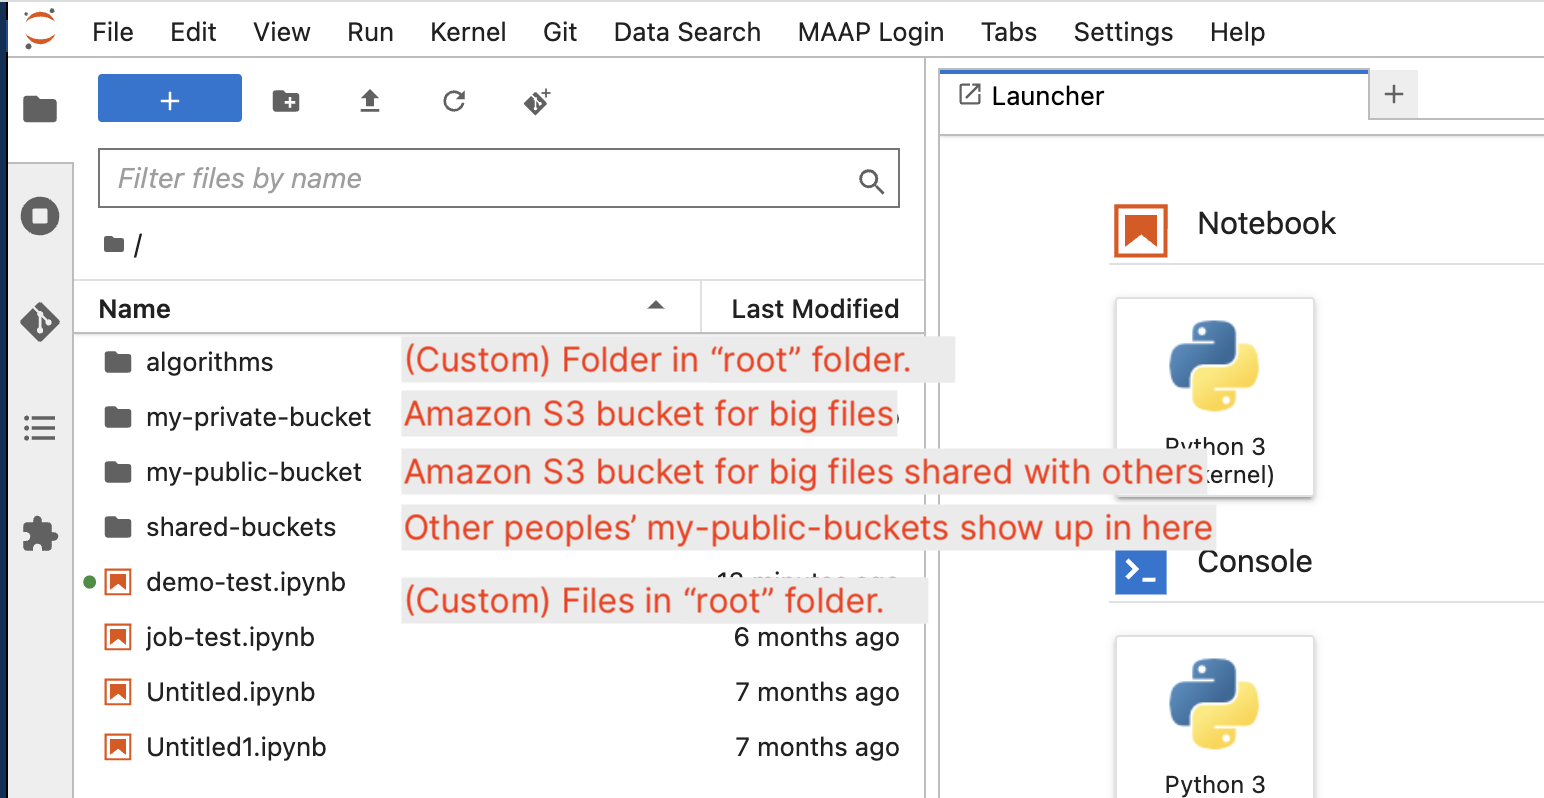 File Edit View Run Kernel Git Data Search MAAP Login Tabs Settings Help
Launcher
Filter files by name
/
Name Last Modified
algorithms (Custom) Folder in “root” folder.
my-private-bucket Amazon S3 bucket for big files
my-public-bucket Amazon S3 bucket for big files shared with others
shared-buckets Other peoples’ my-public-buckets show up in here
demo-test.ipynb
(Custom) Files in “root” folder.
job-test.ipynb 6 months ago
Untitled.ipynb 7 months ago
Untitled1.ipynb 7 months ago
Notebook
Python 3
Console
Python 3